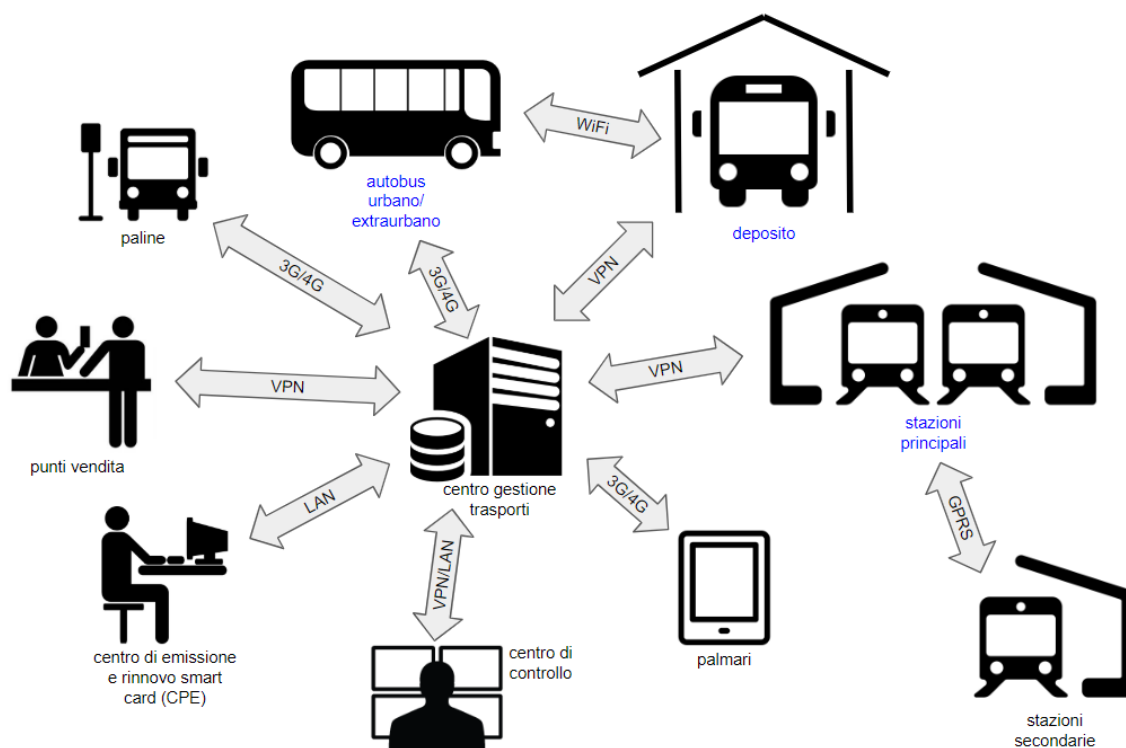 WiFi
autobus
urbano/
extraurbano
deposito
paline
3G/4G
3G/4G
VPN
VPN
VPN
stazioni
principali
punti vendita
centro gestione
trasporti
LAN
3G/4G
GPRS
VPN/LAN
centro di emissione
e rinnovo smart
card (CPE)
centro di
controllo
palmari
stazioni
secondarie